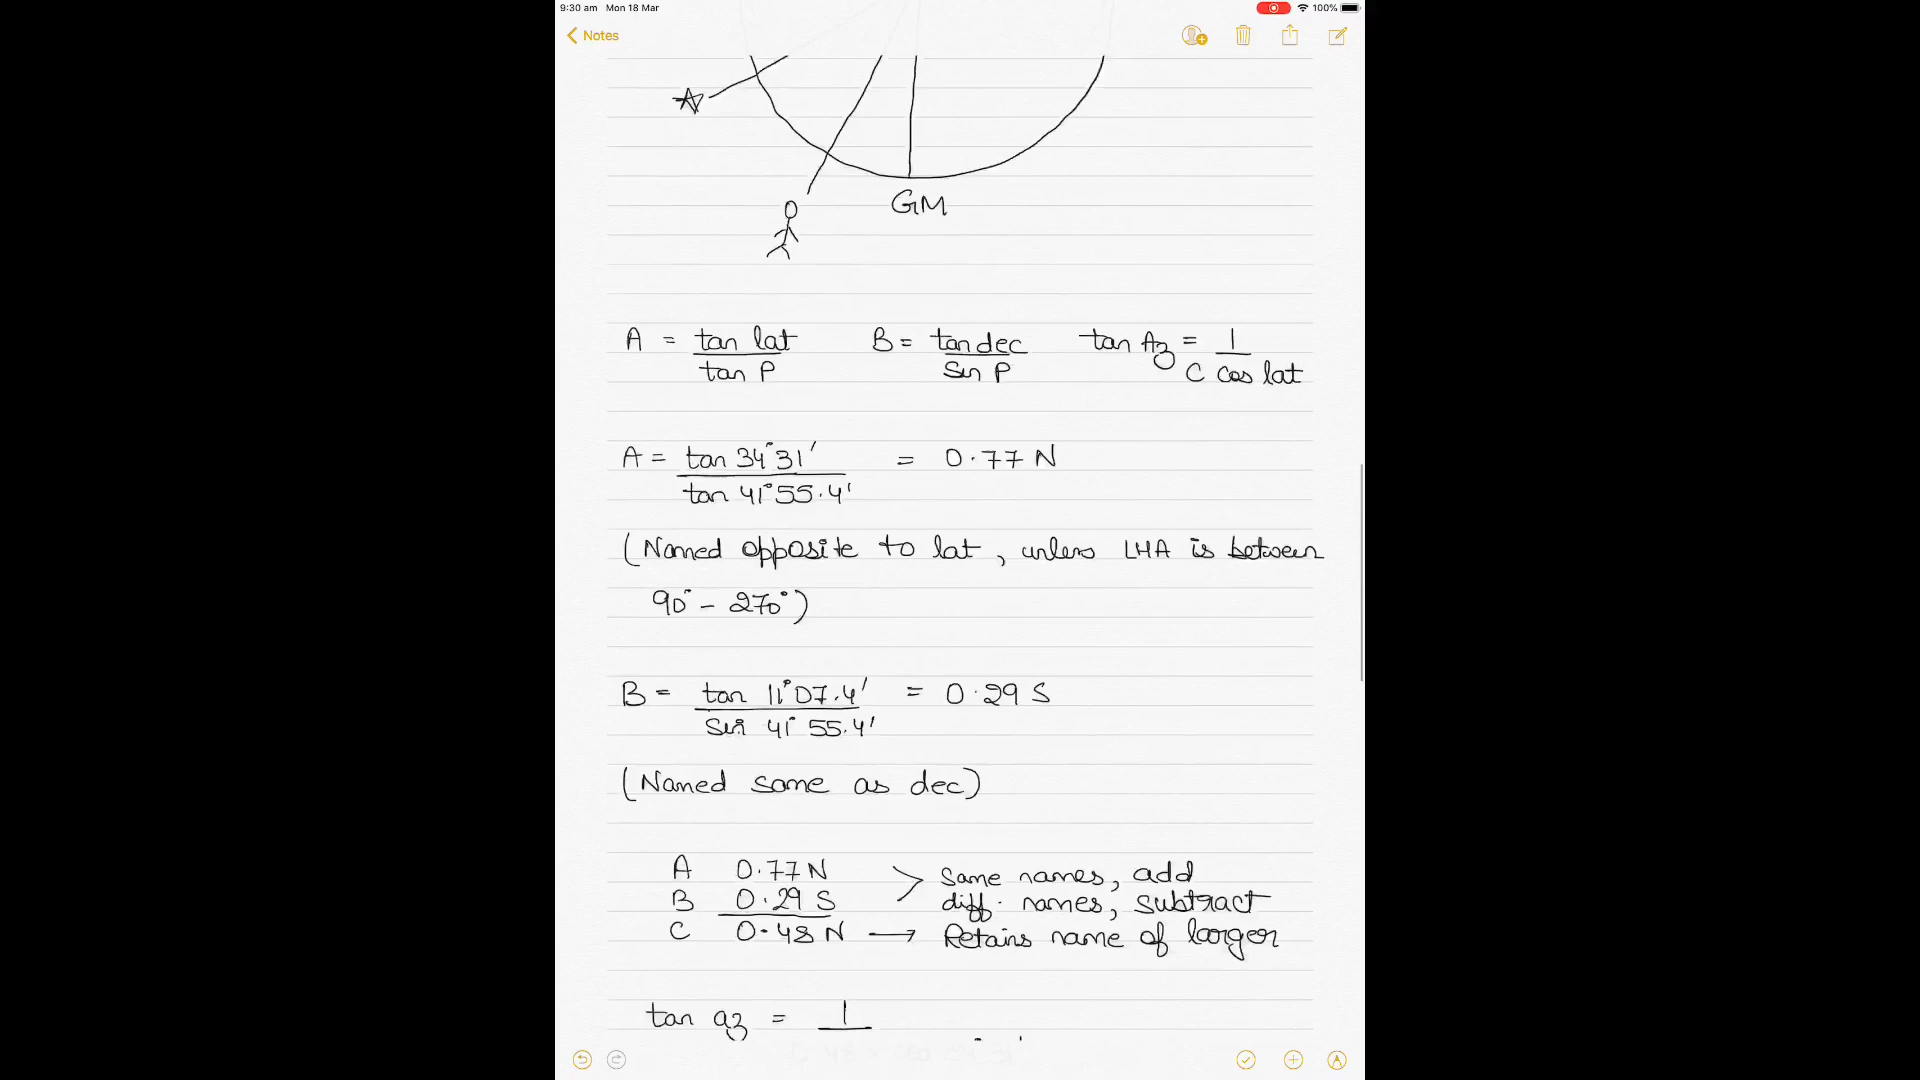 9:30 am Mon 18 Mar 100%
Notes
GM
A = tan lat / tan P B = tan dec / Sin P tan Az = 1 / C cos lat
A = tan 34°31' / tan 41°55.4' = 0.77 N
(Named opposite to lat, unless LHA is between
90° - 270°)
B = tan 11°07.4' / Sin 41°55.4' = 0.29 S
(Named same as dec)
A 0.77 N > Same names, add
B 0.29 S diff. names, subtract
C 0.48 N → Retains name of larger
tan az = 1